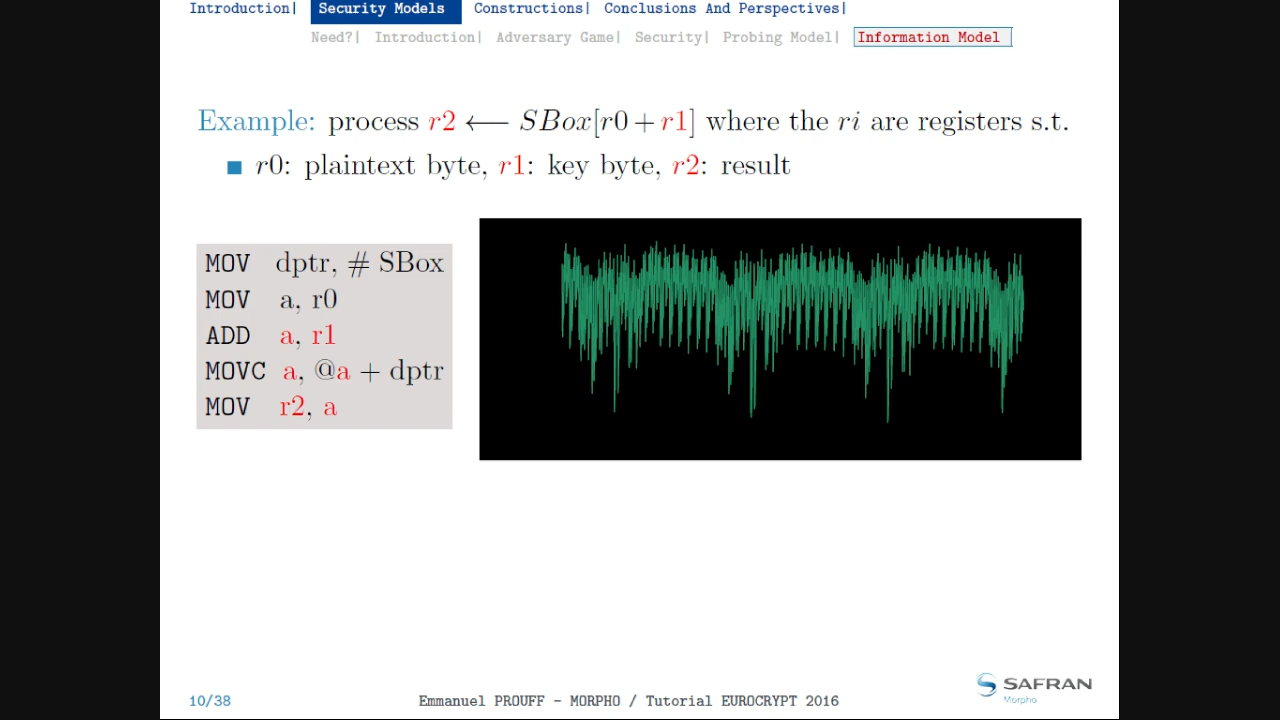 Introduction| Security Models Constructions| Conclusions And Perspectives|
Need?| Introduction| Adversary Game| Security| Probing Model| Information Model
Example: process r2 ⟵ SBox[r0 + r1] where the ri are registers s.t.
■ r0: plaintext byte, r1: key byte, r2: result
MOV dptr, # SBox
MOV a, r0
ADD a, r1
MOVC a, @a + dptr
MOV r2, a
SAFRAN
Morpho
10/38 Emmanuel PROUFF - MORPHO / Tutorial EUROCRYPT 2016